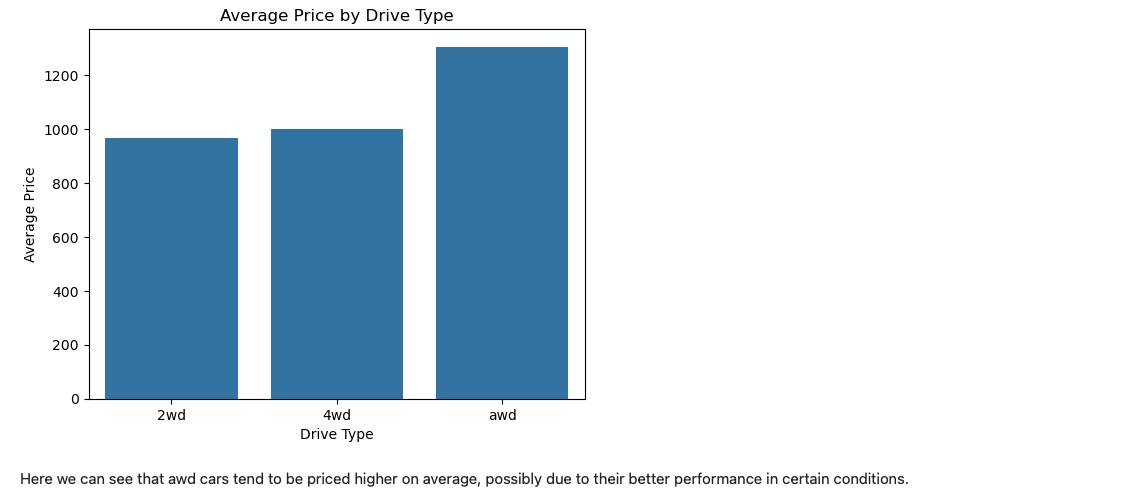 Average Price by Drive Type
1200
1000
800
600
400
200
0
Average Price
2wd 4wd awd
Drive Type
Here we can see that awd cars tend to be priced higher on average, possibly due to their better performance in certain conditions.